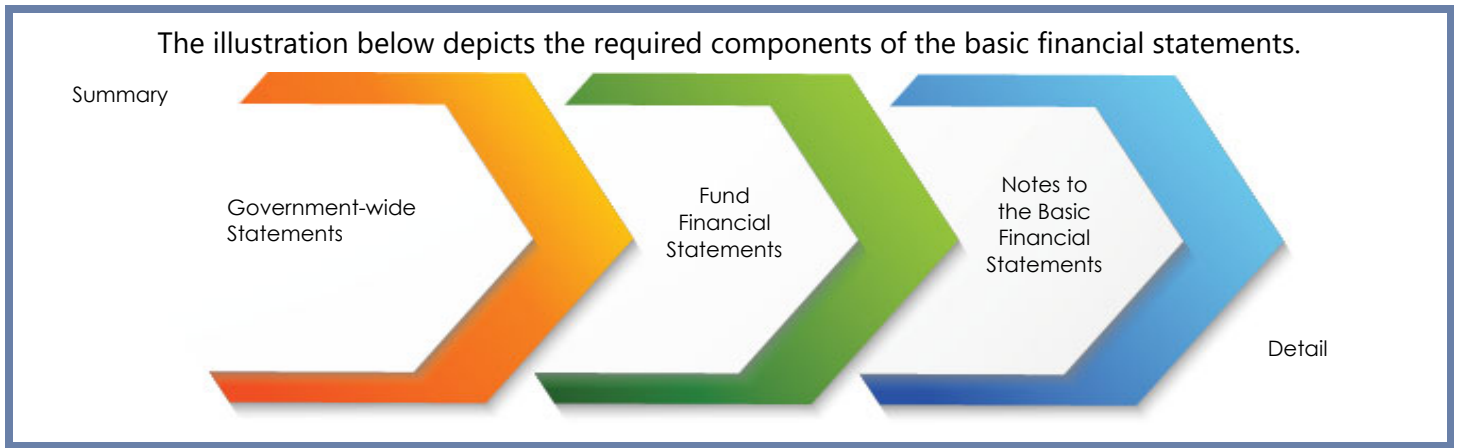 The illustration below depicts the required components of the basic financial statements.
Summary
Government-wide
Statements
Fund
Financial
Statements
Notes to
the Basic
Financial
Statements
Detail